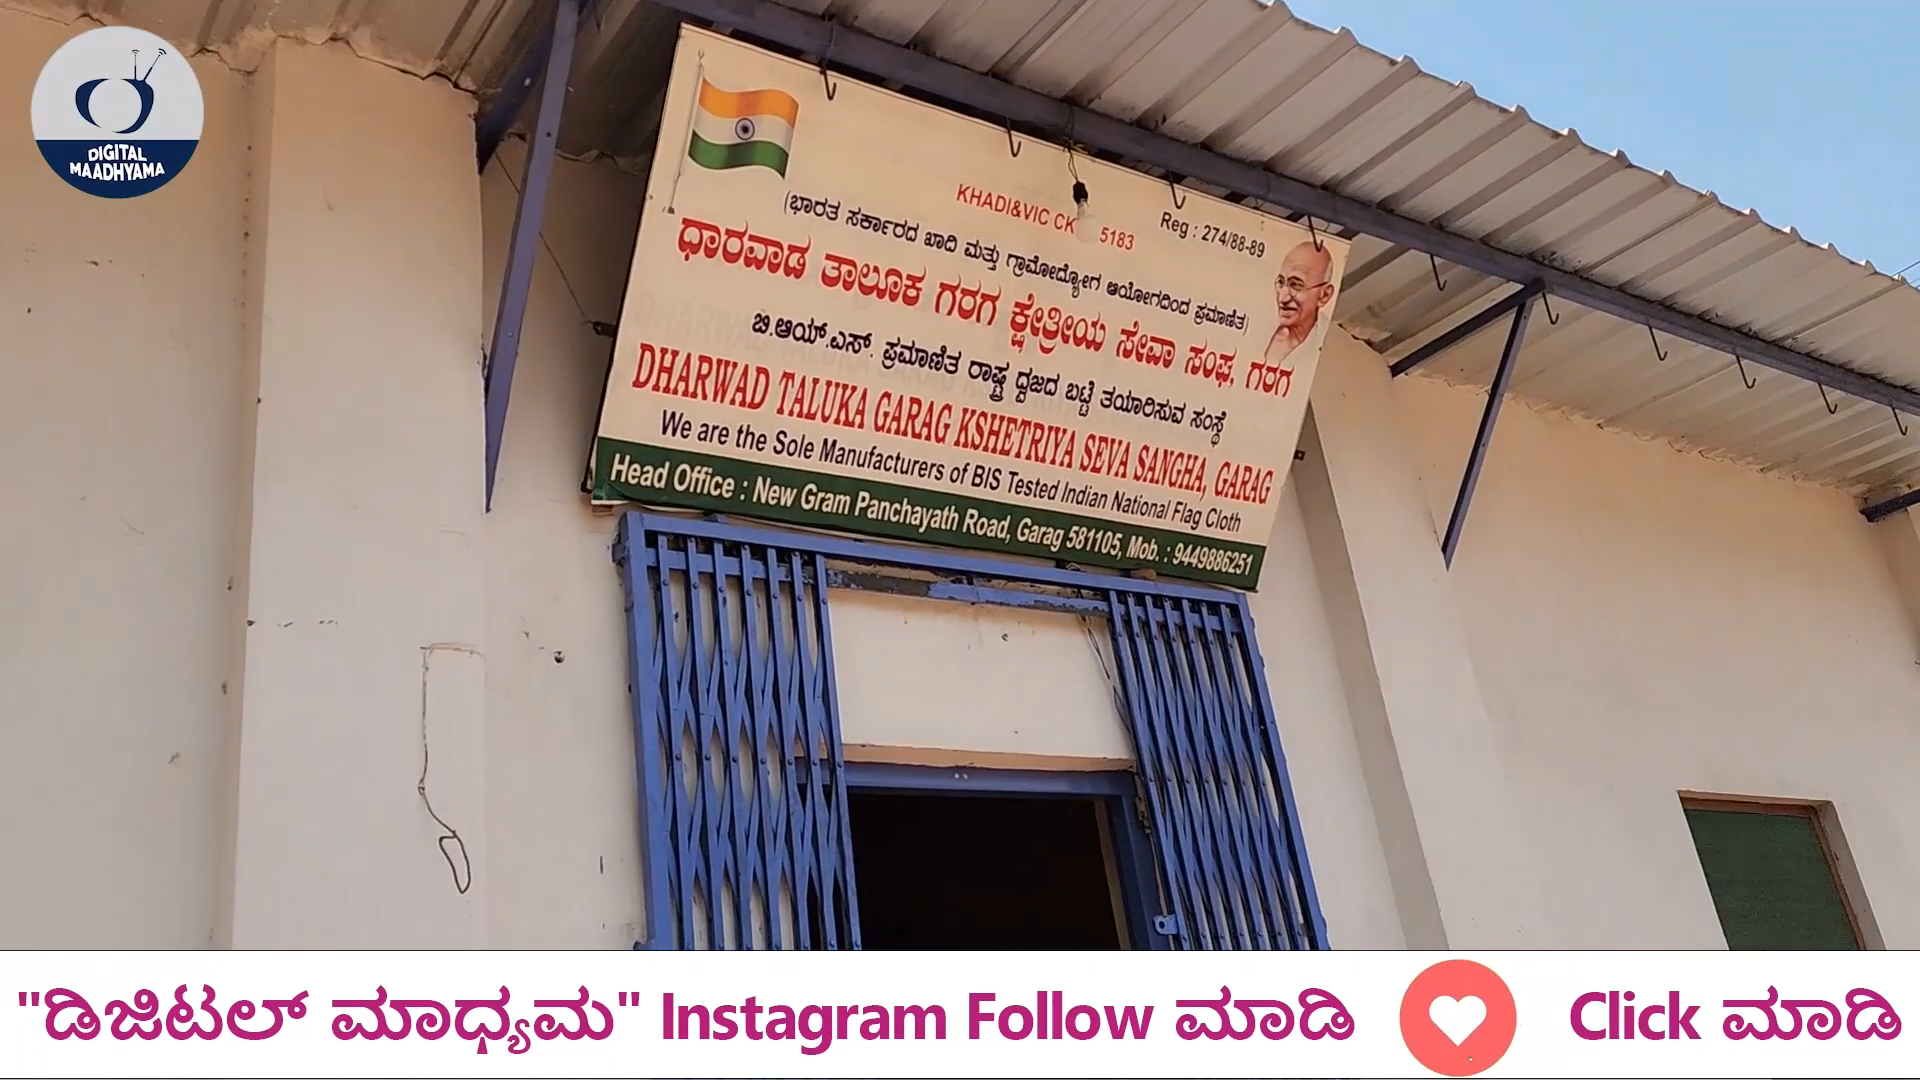 DIGITAL
MAADHYAMA
KHADI&VIC CK 5183
Reg : 274/88-89
(ಭಾರತ ಸರ್ಕಾರದ ಖಾದಿ ಮತ್ತು ಗ್ರಾಮೋದ್ಯೋಗ ಆಯೋಗದಿಂದ ಪ್ರಮಾಣಿತ)
ಧಾರವಾಡ ತಾಲೂಕ ಗರಗ ಕ್ಷೇತ್ರೀಯ ಸೇವಾ ಸಂಘ, ಗರಗ
ಬಿ.ಆಯ್.ಎಸ್. ಪ್ರಮಾಣಿತ ರಾಷ್ಟ್ರ ಧ್ವಜದ ಬಟ್ಟೆ ತಯಾರಿಸುವ ಸಂಸ್ಥೆ
DHARWAD TALUKA GARAG KSHETRIYA SEVA SANGHA, GARAG
We are the Sole Manufacturers of BIS Tested Indian National Flag Cloth
Head Office : New Gram Panchayath Road, Garag 581105, Mob. : 9449886251
"ಡಿಜಿಟಲ್ ಮಾಧ್ಯಮ" Instagram Follow ಮಾಡಿ Click ಮಾಡಿ